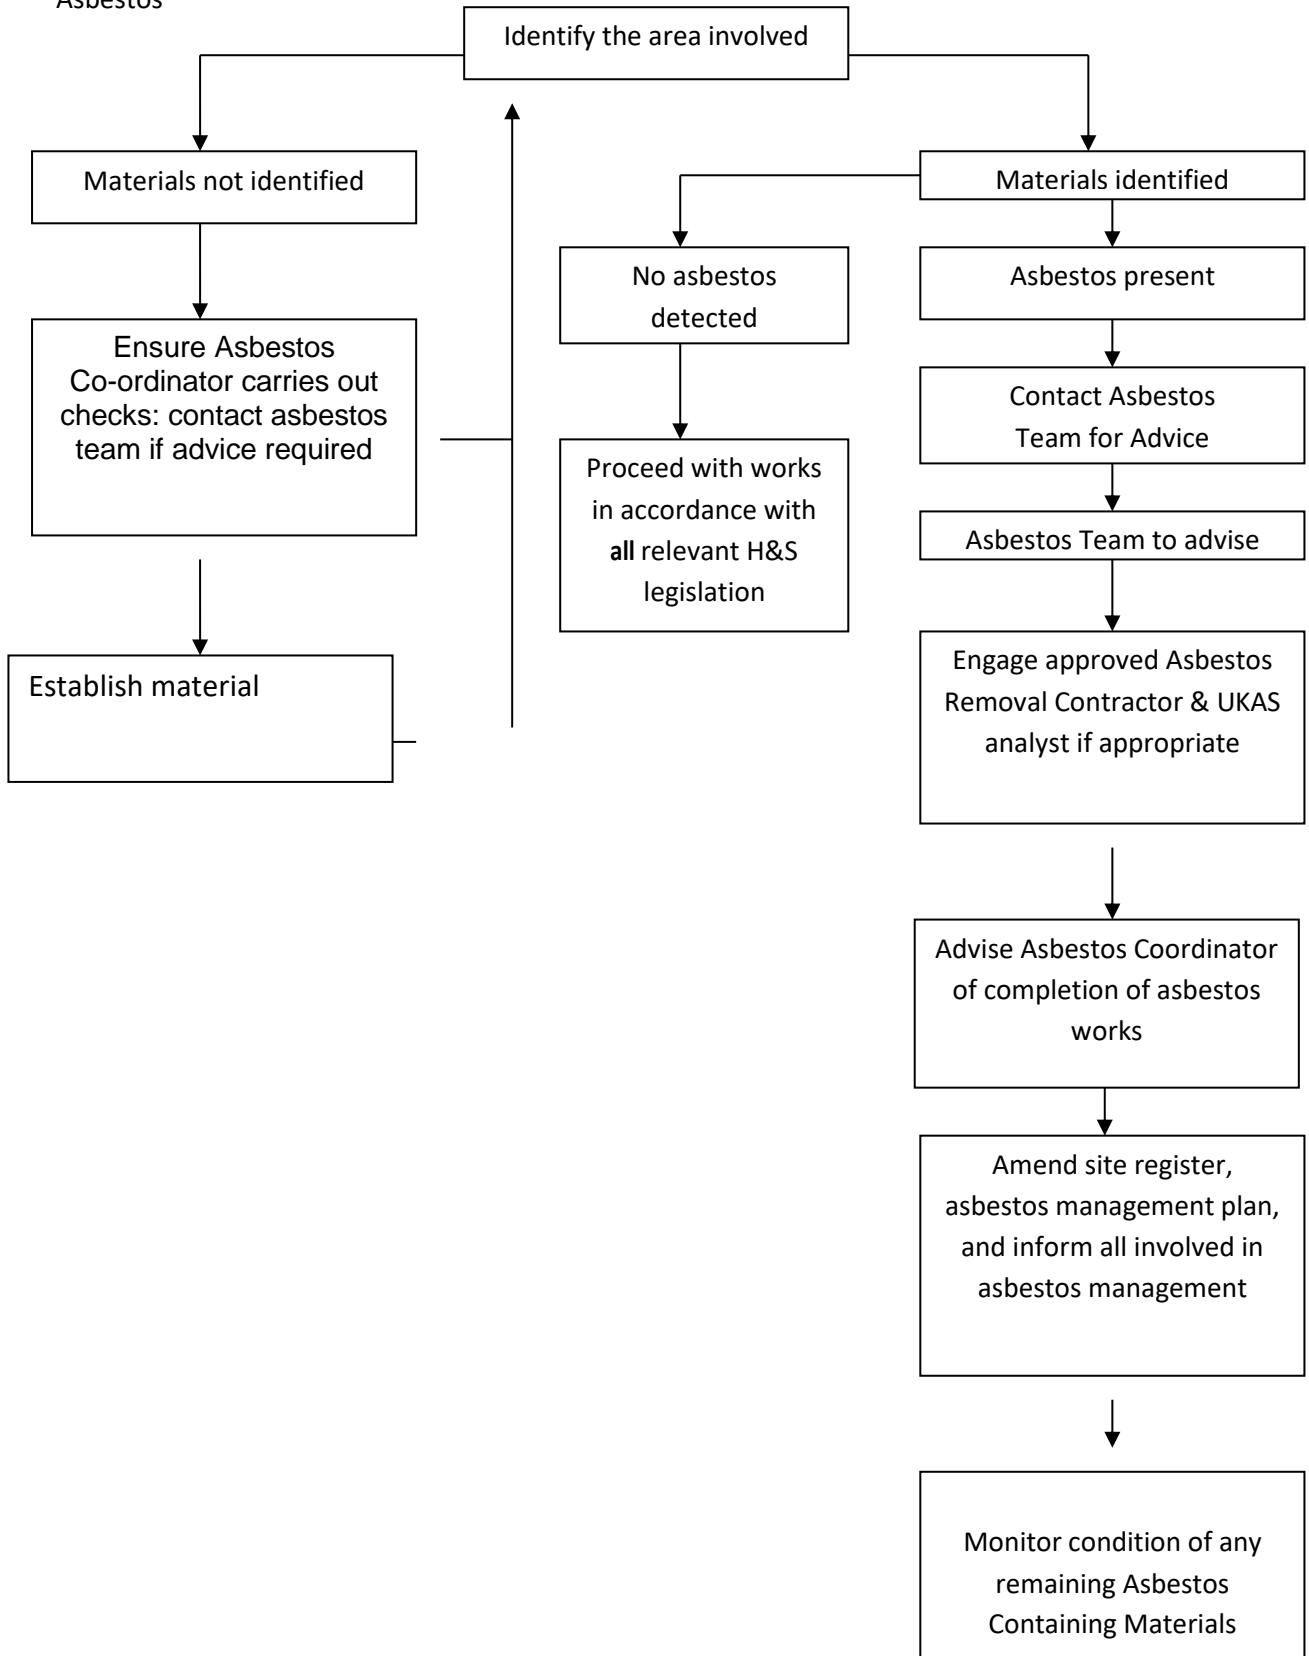 Asbestos
Identify the area involved
Materials not identified
Ensure Asbestos
Co-ordinator carries out
checks: contact asbestos
team if advice required
Establish material
Materials identified
No asbestos
detected
Proceed with works
in accordance with
all relevant H&S
legislation
Asbestos present
Contact Asbestos
Team for Advice
Asbestos Team to advise
Engage approved Asbestos
Removal Contractor & UKAS
analyst if appropriate
Advise Asbestos Coordinator
of completion of asbestos
works
Amend site register,
asbestos management plan,
and inform all involved in
asbestos management
Monitor condition of any
remaining Asbestos
Containing Materials